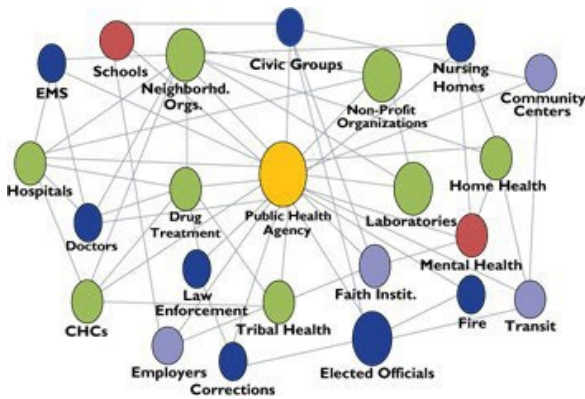 Civic Groups
Schools
EMS
Neighborhd.
Orgs.
Nursing
Homes
Non-Profit
Organizations
Community
Centers
Hospitals
Doctors
Drug
Treatment
Public Health
Agency
Laboratories
Home Health
Mental Health
CHCs
Law
Enforcement
Tribal Health
Faith Instit.
Fire
Transit
Employers
Corrections
Elected Officials